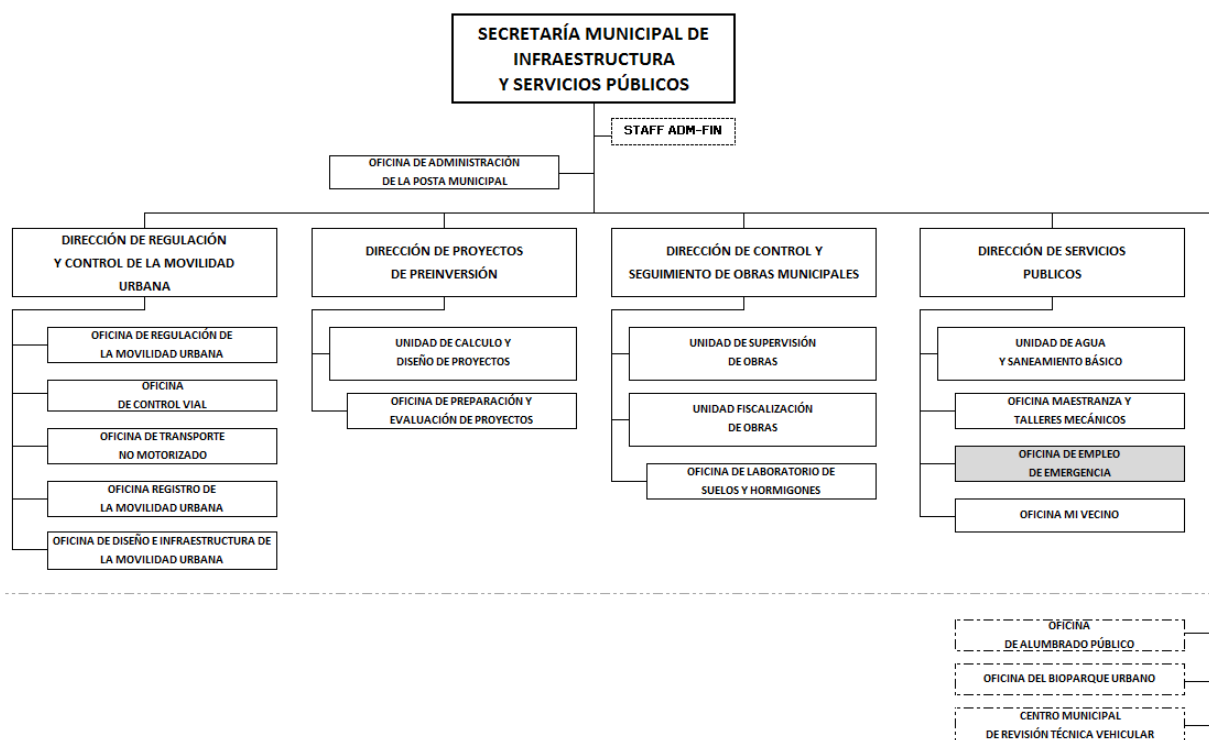 SECRETARÍA MUNICIPAL DE
INFRAESTRUCTURA
Y SERVICIOS PÚBLICOS
STAFF ADM-FIN
OFICINA DE ADMINISTRACIÓN
DE LA POSTA MUNICIPAL
DIRECCIÓN DE REGULACIÓN
Y CONTROL DE LA MOVILIDAD
URBANA
OFICINA DE REGULACIÓN DE
LA MOVILIDAD URBANA
OFICINA
DE CONTROL VIAL
OFICINA DE TRANSPORTE
NO MOTORIZADO
OFICINA REGISTRO DE
LA MOVILIDAD URBANA
OFICINA DE DISEÑO E INFRAESTRUCTURA DE
LA MOVILIDAD URBANA
DIRECCIÓN DE PROYECTOS
DE PREINVERSIÓN
UNIDAD DE CALCULO Y
DISEÑO DE PROYECTOS
OFICINA DE PREPARACIÓN Y
EVALUACIÓN DE PROYECTOS
DIRECCIÓN DE CONTROL Y
SEGUIMIENTO DE OBRAS MUNICIPALES
UNIDAD DE SUPERVISIÓN
DE OBRAS
UNIDAD FISCALIZACIÓN
DE OBRAS
OFICINA DE LABORATORIO DE
SUELOS Y HORMIGONES
DIRECCIÓN DE SERVICIOS
PUBLICOS
UNIDAD DE AGUA
Y SANEAMIENTO BÁSICO
OFICINA MAESTRANZA Y
TALLERES MECÁNICOS
OFICINA DE EMPLEO
DE EMERGENCIA
OFICINA MI VECINO
OFICINA
DE ALUMBRADO PÚBLICO
OFICINA DEL BIOPARQUE URBANO
CENTRO MUNICIPAL
DE REVISIÓN TÉCNICA VEHICULAR